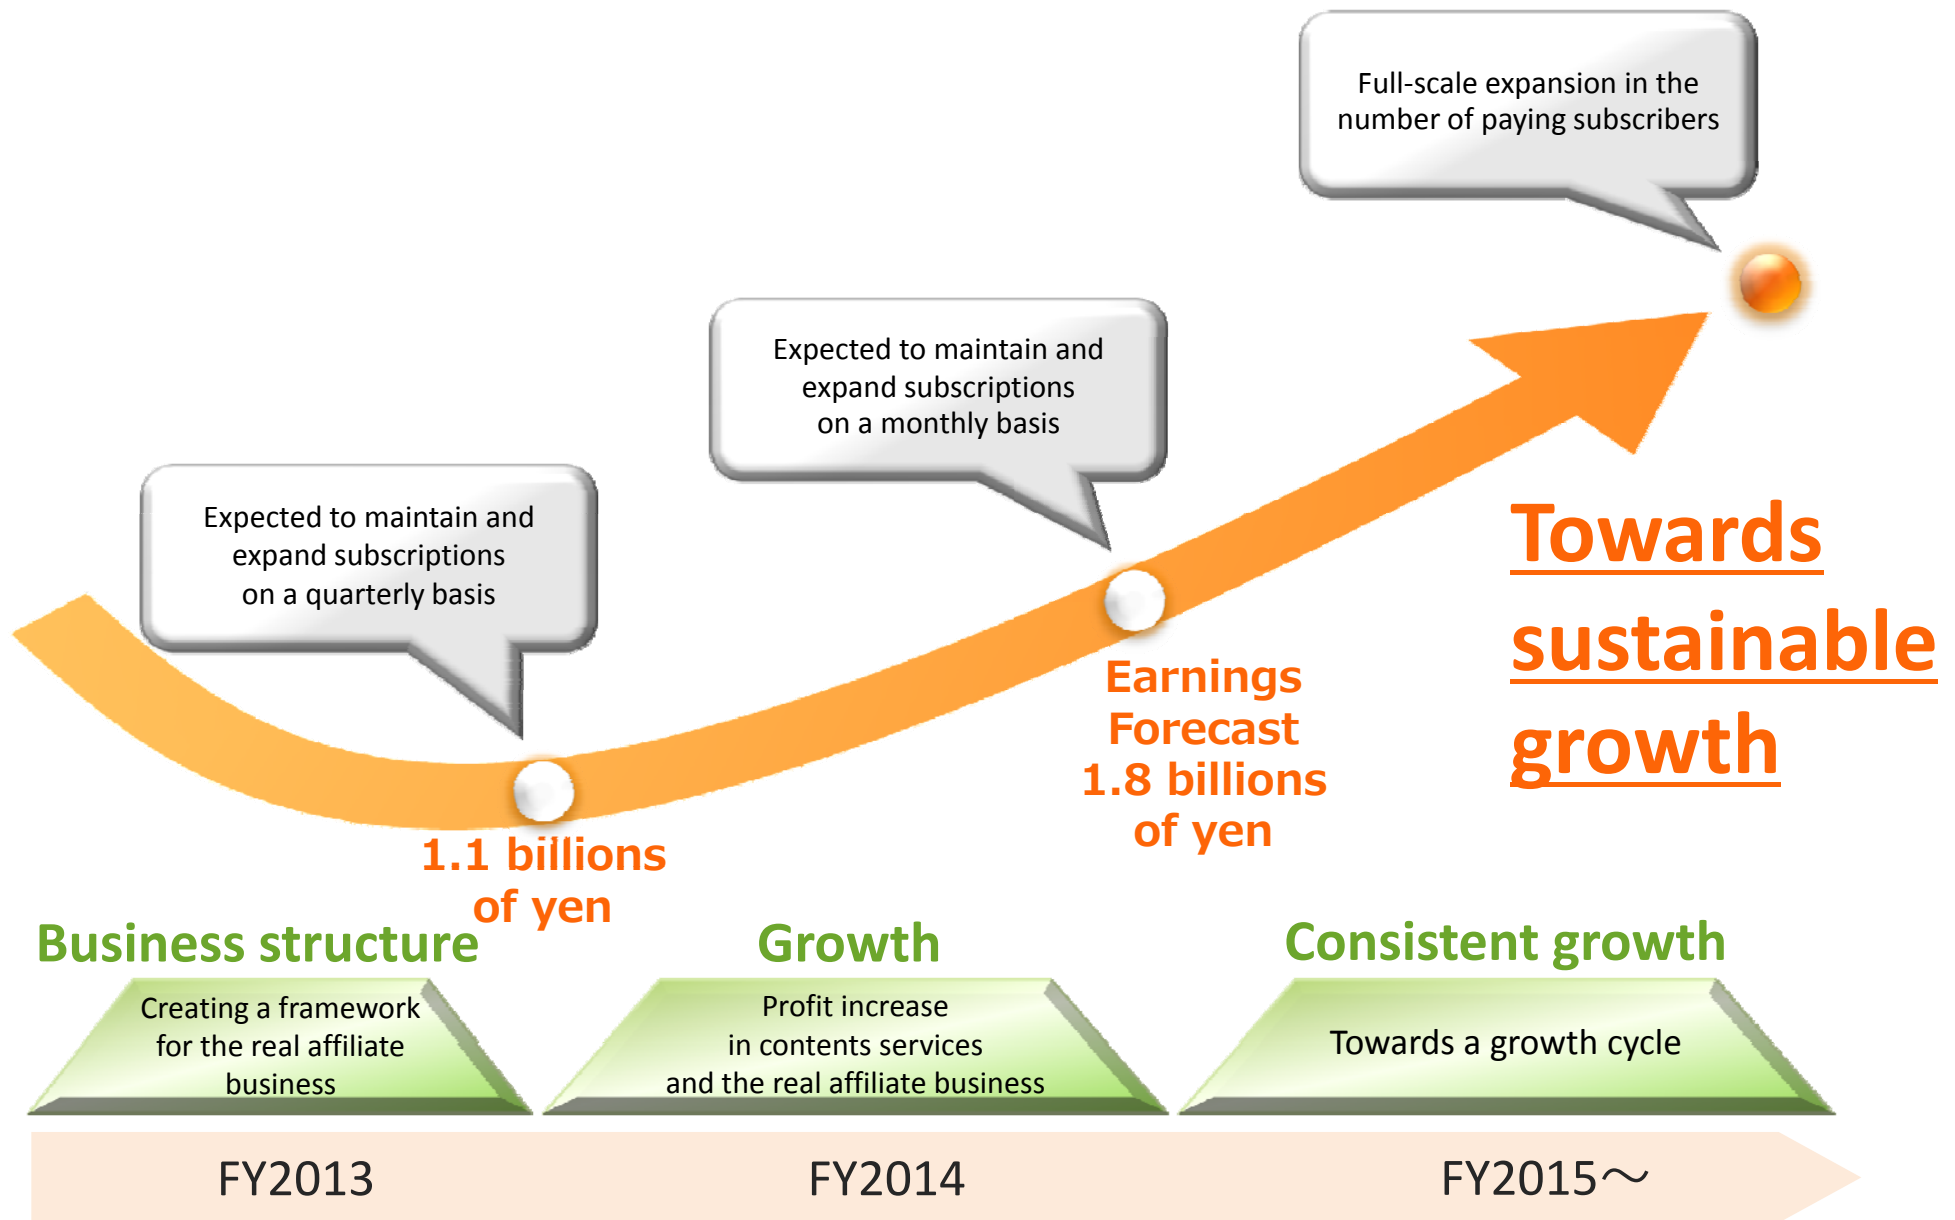 Full-scale expansion in the
number of paying subscribers
Expected to maintain and
expand subscriptions
on a monthly basis
Expected to maintain and
expand subscriptions
on a quarterly basis
Towards
sustainable
growth
Earnings
Forecast
1.8 billions
of yen
1.1 billions
of yen
Business structure
Growth
Consistent growth
Creating a framework
for the real affiliate
business
Profit increase
in contents services
and the real affiliate business
Towards a growth cycle
FY2013
FY2014
FY2015～